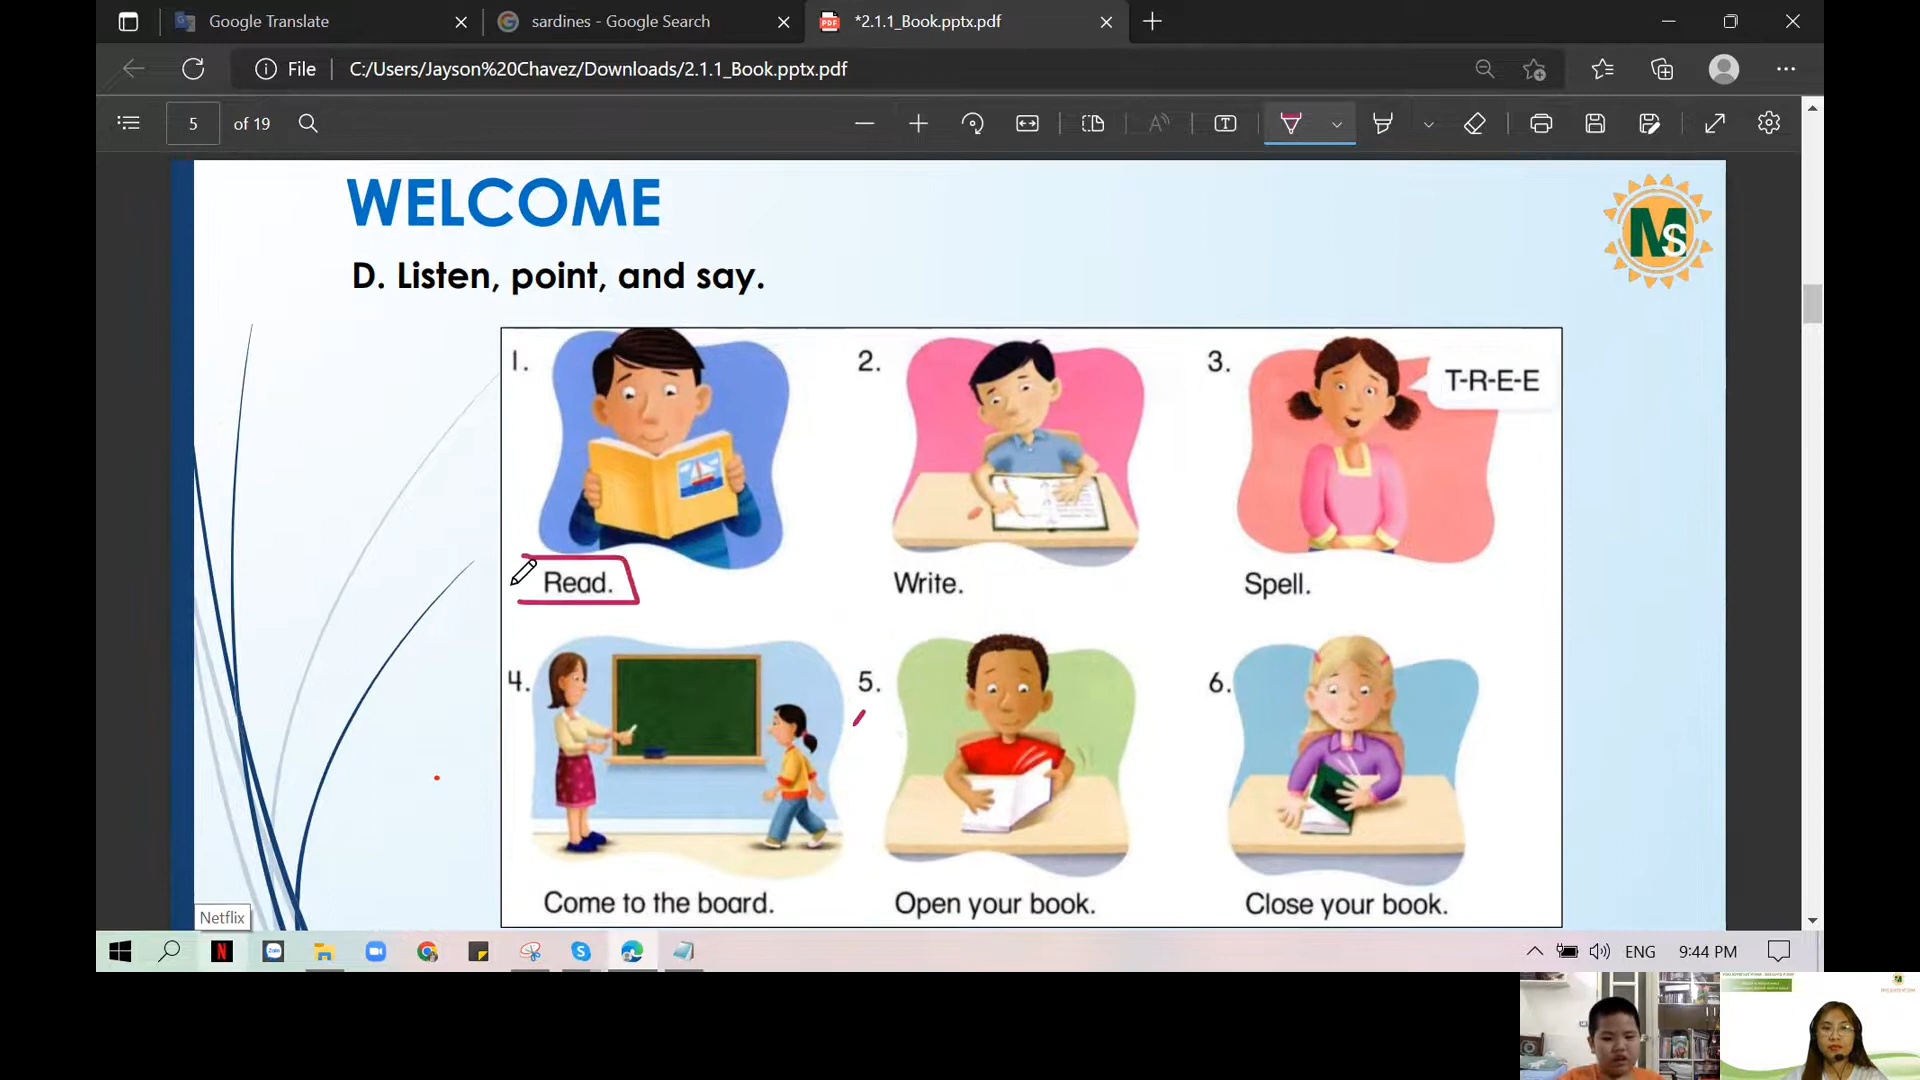 Google Translate
sardines - Google Search
*2.1.1_Book.pptx.pdf
File
C:/Users/Jayson%20Chavez/Downloads/2.1.1_Book.pptx.pdf
5 of 19
WELCOME
MS
D. Listen, point, and say.
1.
2.
3.
T-R-E-E
Read.
Write.
Spell.
4.
5.
6.
Come to the board.
Open your book.
Close your book.
Netflix
ENG
9:44 PM